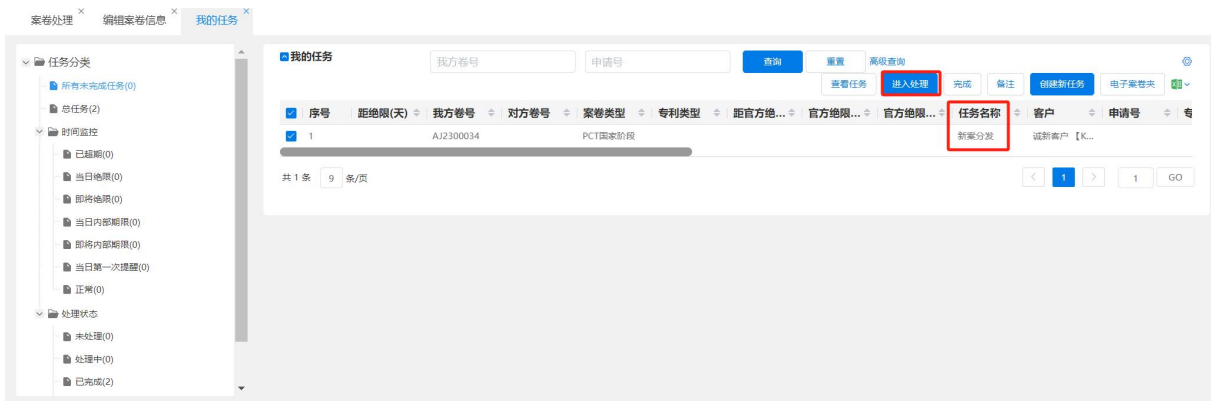 案卷处理 × 编辑案卷信息 × 我的任务 ×
任务分类
所有未完成任务(0)
总任务(2)
时间监控
已超期(0)
当日绝限(0)
即将绝限(0)
当日内部期限(0)
即将内部期限(0)
当日第一次提醒(0)
正常(0)
处理状态
未处理(0)
处理中(0)
已完成(2)
我的任务 我方卷号 申请号 查询 重置 高级查询
查看任务 进入处理 完成 备注 创建新任务 电子案卷夹
序号 距绝限(天) 我方卷号 对方卷号 案卷类型 专利类型 距官方绝... 官方绝限... 官方绝限... 任务名称 客户 申请号 专
1 AJ2300034 PCT国家阶段 新案分发 诚新客户 【K...
共 1 条 9 条/页 < 1 > 1 GO